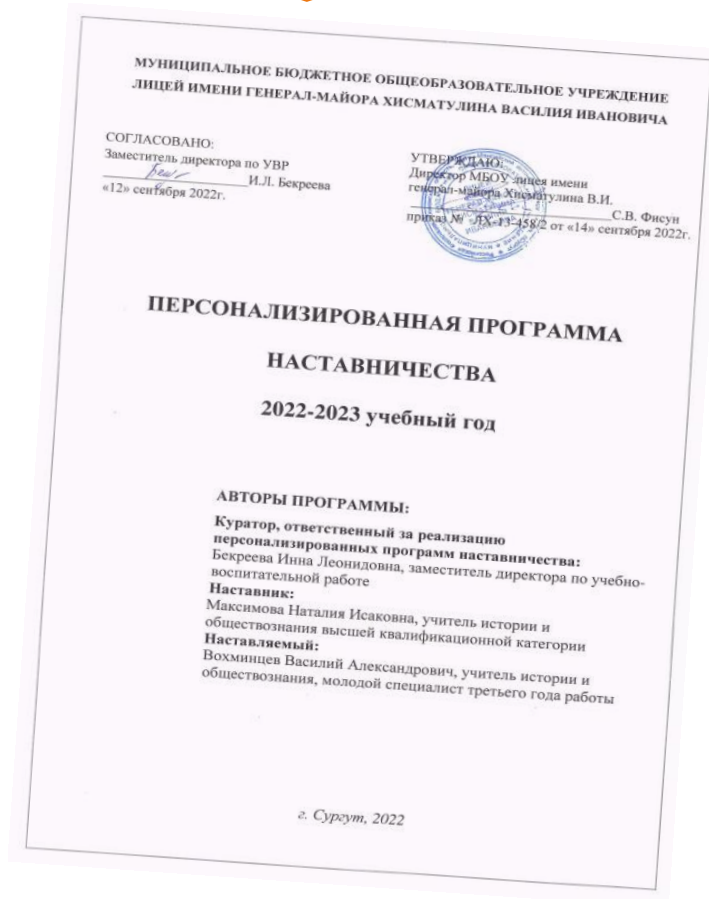 МУНИЦИПАЛЬНОЕ БЮДЖЕТНОЕ ОБЩЕОБРАЗОВАТЕЛЬНОЕ УЧРЕЖДЕНИЕ
ЛИЦЕЙ ИМЕНИ ГЕНЕРАЛ-МАЙОРА ХИСМАТУЛИНА ВАСИЛИЯ ИВАНОВИЧА
СОГЛАСОВАНО:
Заместитель директора по УВР
И.Л. Бекреева
«12» сентября 2022г.
УТВЕРЖДАЮ:
Директор МБОУ лицея имени
генерал-майора Хисматулина В.И.
С.В. Фисун
приказ № ЛХ-13-458/2 от «14» сентября 2022г.
ПЕРСОНАЛИЗИРОВАННАЯ ПРОГРАММА
НАСТАВНИЧЕСТВА
2022-2023 учебный год
АВТОРЫ ПРОГРАММЫ:
Куратор, ответственный за реализацию
персонализированных программ наставничества:
Бекреева Инна Леонидовна, заместитель директора по учебно-
воспитательной работе
Наставник:
Максимова Наталия Исаковна, учитель истории и
обществознания высшей квалификационной категории
Наставляемый:
Вохминцев Василий Александрович, учитель истории и
обществознания, молодой специалист третьего года работы
г. Сургут, 2022